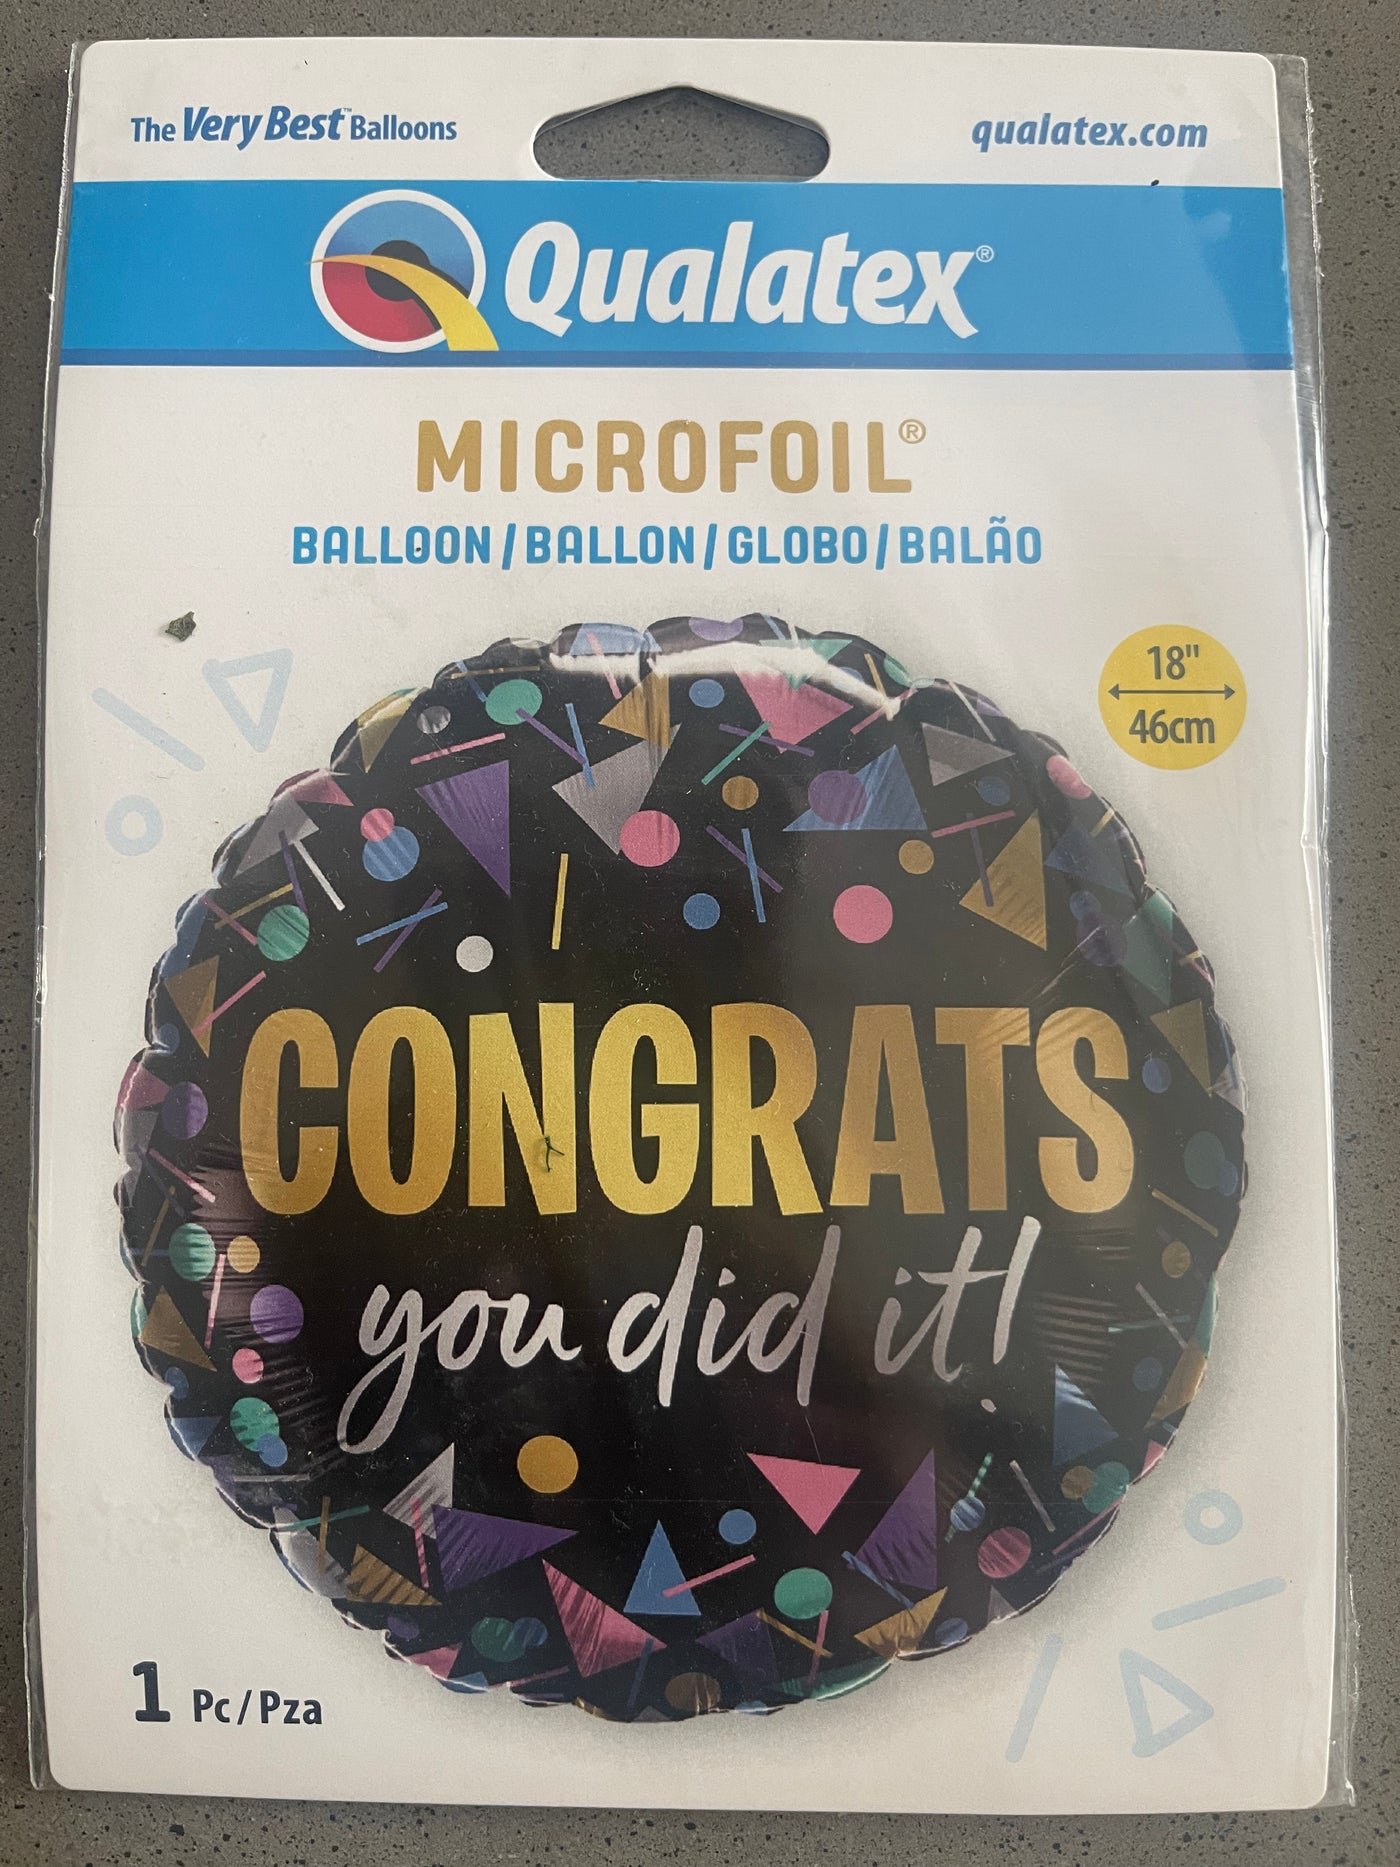 The Very Best™ Balloons
qualatex.com
Qualatex®
MICROFOIL®
BALLOON / BALLON / GLOBO / BALÃO
18"
46cm
CONGRATS
you did it!
1 Pc / Pza